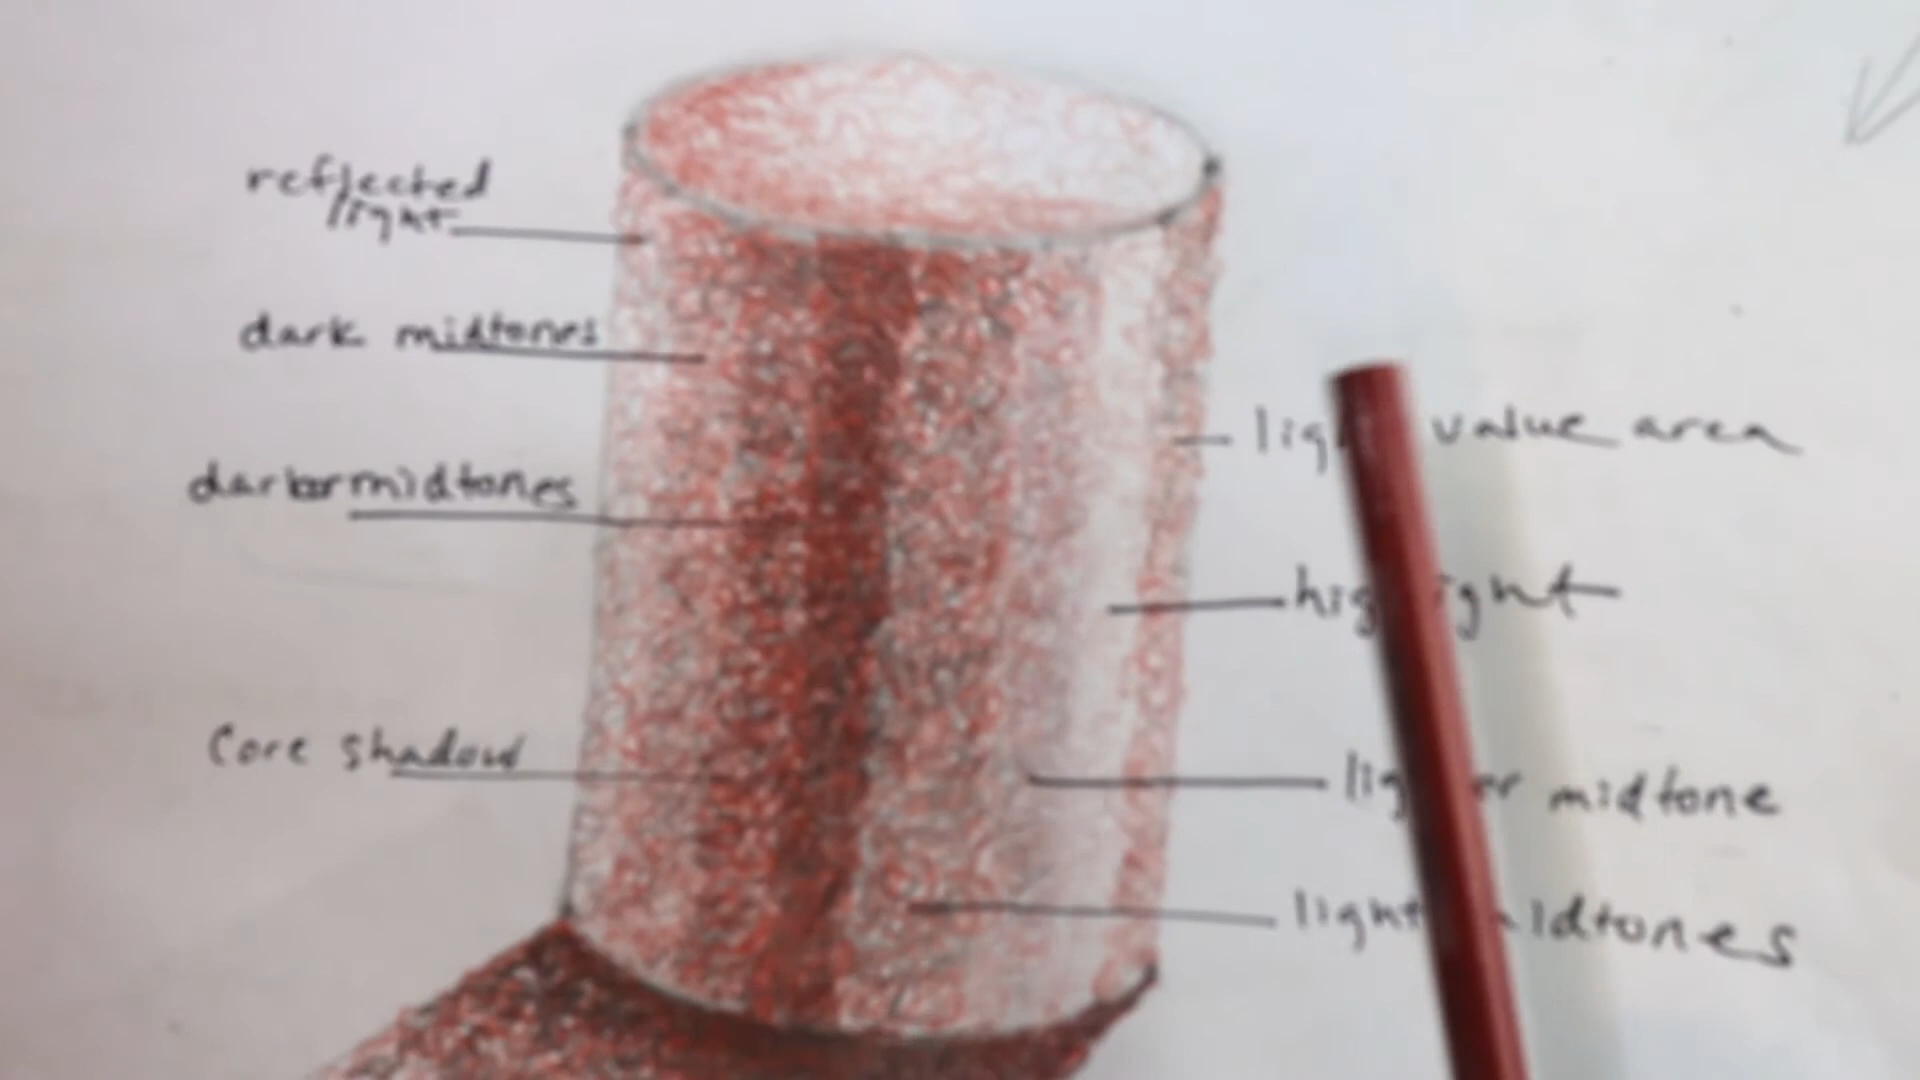 reflected
light
dark midtones
darker midtones
Core shadow
value area
midtone
light